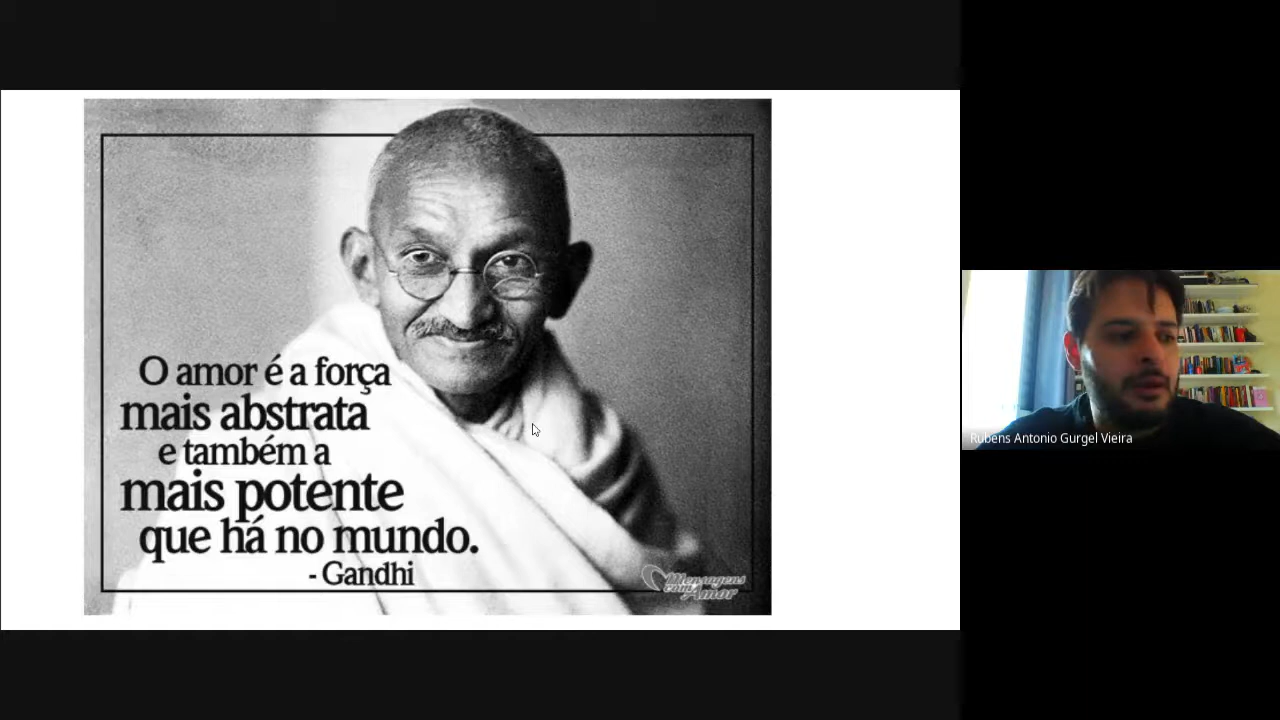 O amor é a força
mais abstrata
e também a
mais potente
que há no mundo.
- Gandhi
Mensagens
com
Amor
Rubens Antonio Gurgel Vieira